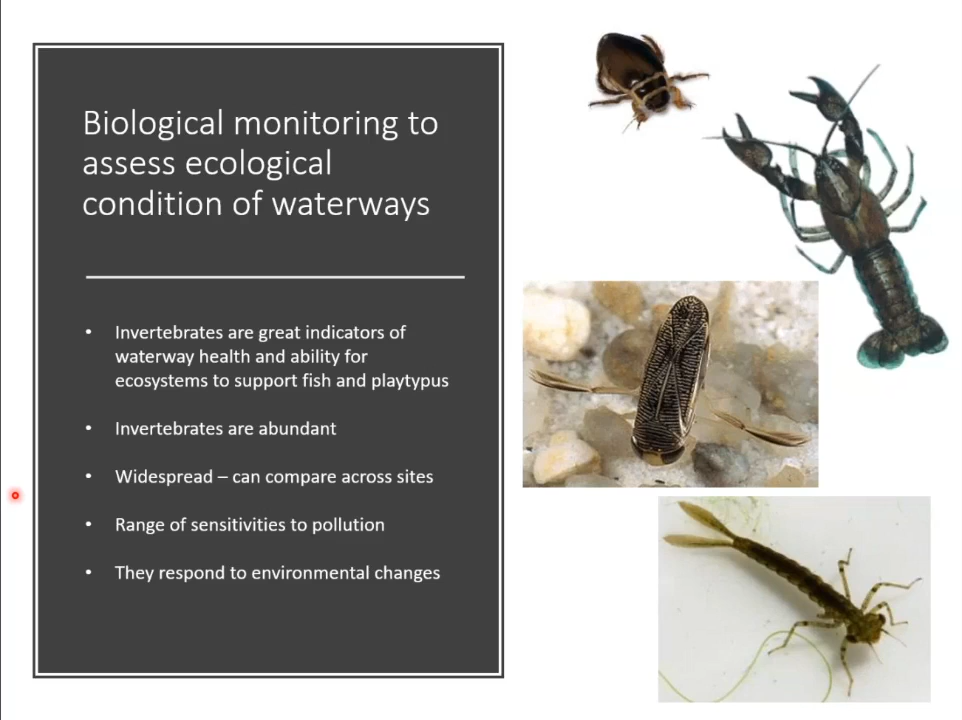 Biological monitoring to
assess ecological
condition of waterways
• Invertebrates are great indicators of
waterway health and ability for
ecosystems to support fish and playtypus
• Invertebrates are abundant
• Widespread – can compare across sites
• Range of sensitivities to pollution
• They respond to environmental changes